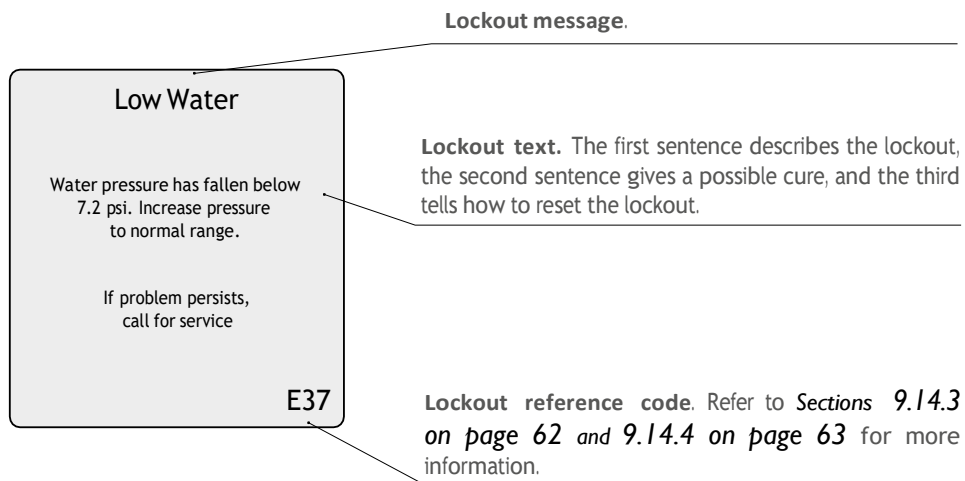 Lockout message.
Low Water
Water pressure has fallen below
7.2 psi. Increase pressure
to normal range.
If problem persists,
call for service
E37
Lockout text. The first sentence describes the lockout,
the second sentence gives a possible cure, and the third
tells how to reset the lockout.
Lockout reference code. Refer to Sections 9.14.3
on page 62 and 9.14.4 on page 63 for more
information.